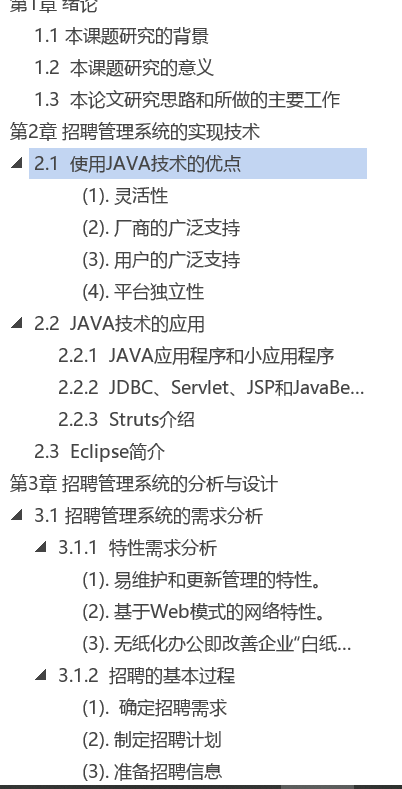 第1章 绪论
1.1 本课题研究的背景
1.2 本课题研究的意义
1.3 本论文研究思路和所做的主要工作
第2章 招聘管理系统的实现技术
2.1 使用JAVA技术的优点
(1). 灵活性
(2). 厂商的广泛支持
(3). 用户的广泛支持
(4). 平台独立性
2.2 JAVA技术的应用
2.2.1 JAVA应用程序和小应用程序
2.2.2 JDBC、Servlet、JSP和JavaBe...
2.2.3 Struts介绍
2.3 Eclipse简介
第3章 招聘管理系统的分析与设计
3.1 招聘管理系统的需求分析
3.1.1 特性需求分析
(1). 易维护和更新管理的特性。
(2). 基于Web模式的网络特性。
(3). 无纸化办公即改善企业“白纸...
3.1.2 招聘的基本过程
(1). 确定招聘需求
(2). 制定招聘计划
(3). 准备招聘信息